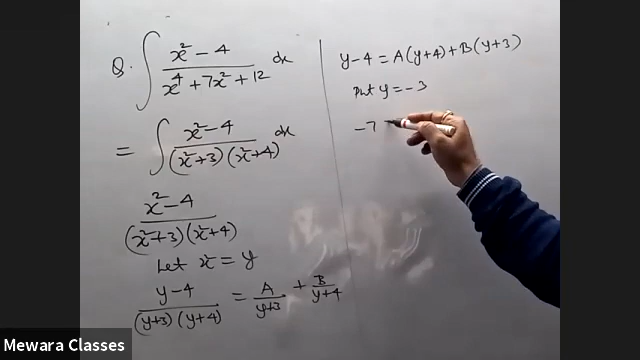 Q. ∫ x² - 4 / x⁴ + 7x² + 12 dx
= ∫ x² - 4 / (x² + 3) (x² + 4) dx
x² - 4 / (x² + 3) (x² + 4)
Let x² = y
y - 4 / (y+3) (y+4) = A / y+3 + B / y+4
y - 4 = A (y+4) + B (y+3)
Put y = - 3
- 7
Mewara Classes